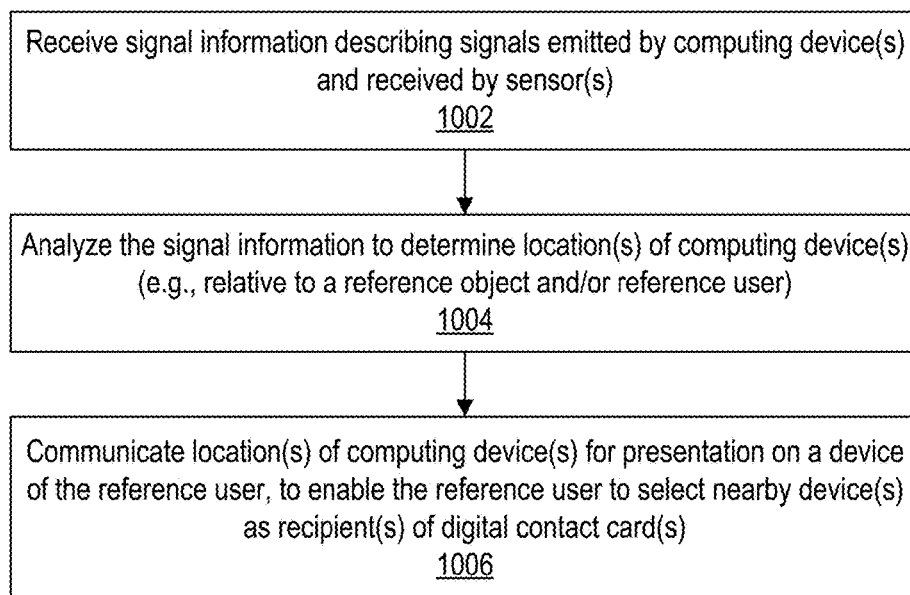 Receive signal information describing signals emitted by computing device(s)
and received by sensor(s)
1002
Analyze the signal information to determine location(s) of computing device(s)
(e.g., relative to a reference object and/or reference user)
1004
Communicate location(s) of computing device(s) for presentation on a device
of the reference user, to enable the reference user to select nearby device(s)
as recipient(s) of digital contact card(s)
1006